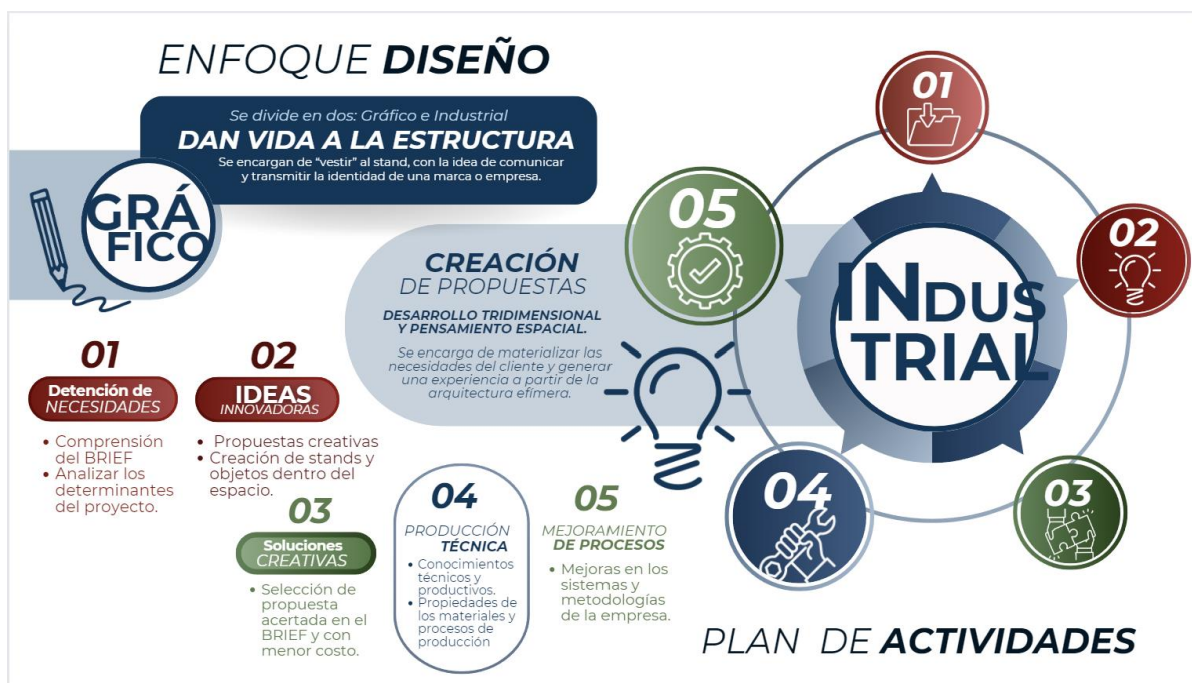 ENFOQUE DISEÑO
Se divide en dos: Gráfico e Industrial
DAN VIDA A LA ESTRUCTURA
Se encargan de “vestir” al stand, con la idea de comunicar
y transmitir la identidad de una marca o empresa.
GRÁ
FICO
CREACIÓN
DE PROPUESTAS
DESARROLLO TRIDIMENSIONAL
Y PENSAMIENTO ESPACIAL.
Se encarga de materializar las
necesidades del cliente y generar
una experiencia a partir de la
arquitectura efímera.
01
Detención de
NECESIDADES
• Comprensión
del BRIEF
• Analizar los
determinantes
del proyecto.
02
IDEAS
INNOVADORAS
• Propuestas creativas
• Creación de stands y
objetos dentro del
espacio.
03
Soluciones
CREATIVAS
• Selección de
propuesta
acertada en el
BRIEF y con
menor costo.
04
PRODUCCIÓN
TÉCNICA
• Conocimientos
técnicos y
productivos.
• Propiedades de
los materiales y
procesos de
producción
05
MEJORAMIENTO
DE PROCESOS
• Mejoras en los
sistemas y
metodologías
de la empresa.
01
02
03
04
05
INDUS
TRIAL
PLAN DE ACTIVIDADES